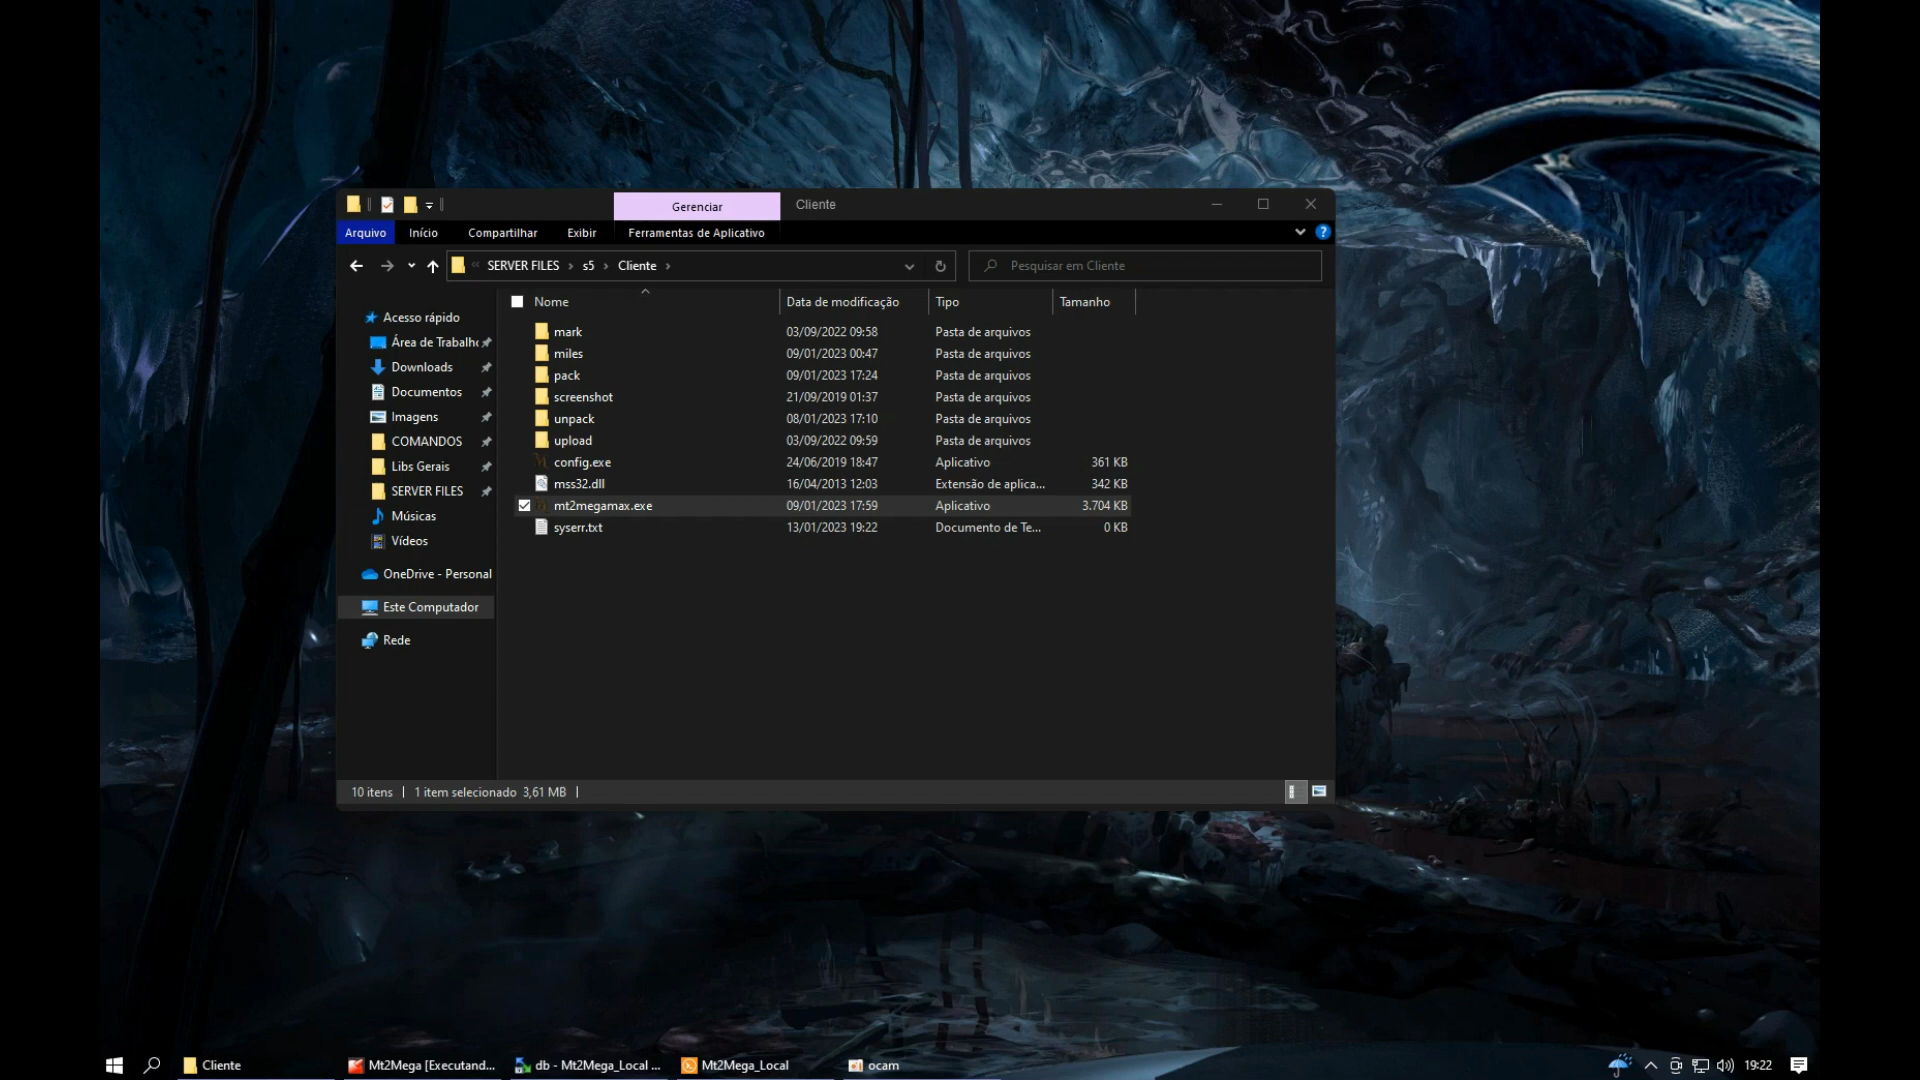 Gerenciar
Cliente
Arquivo
Início
Compartilhar
Exibir
Ferramentas de Aplicativo
SERVER FILES
s5
Cliente
Pesquisar em Cliente
Nome
Data de modificação
Tipo
Tamanho
Acesso rápido
Área de Trabalh
Downloads
Documentos
Imagens
COMANDOS
Libs Gerais
SERVER FILES
Músicas
Vídeos
OneDrive - Personal
Este Computador
Rede
mark 03/09/2022 09:58 Pasta de arquivos
miles 09/01/2023 00:47 Pasta de arquivos
pack 09/01/2023 17:24 Pasta de arquivos
screenshot 21/09/2019 01:37 Pasta de arquivos
unpack 08/01/2023 17:10 Pasta de arquivos
upload 03/09/2022 09:59 Pasta de arquivos
config.exe 24/06/2019 18:47 Aplicativo 361 KB
mss32.dll 16/04/2013 12:03 Extensão de aplica... 342 KB
mt2megamax.exe 09/01/2023 17:59 Aplicativo 3.704 KB
syserr.txt 13/01/2023 19:22 Documento de Te... 0 KB
10 itens
1 item selecionado 3,61 MB
Cliente
Mt2Mega [Executand...
db - Mt2Mega_Local ...
Mt2Mega_Local
ocam
19:22